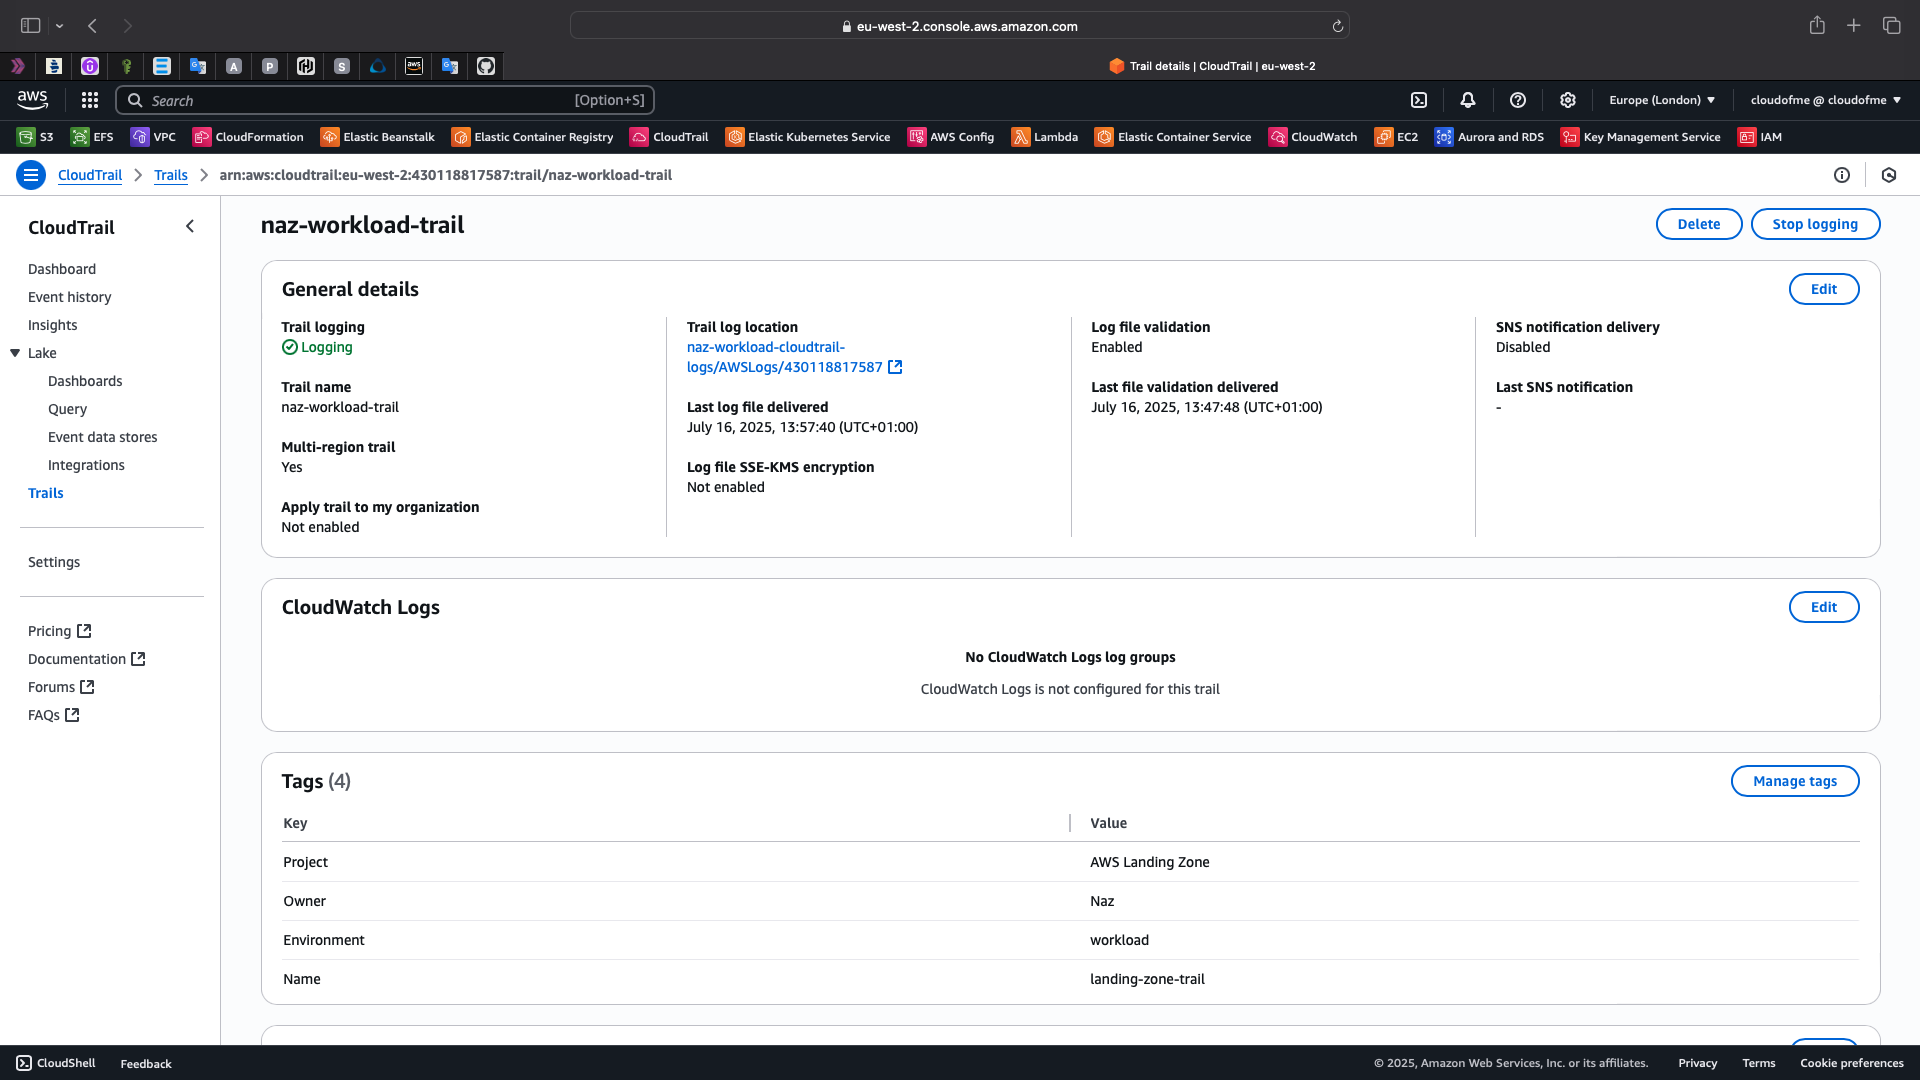 eu-west-2.console.aws.amazon.com
A
P
S
aws
Trail details | CloudTrail | eu-west-2
aws
Search
[Option+S]
Europe (London)
cloudofme @ cloudofme
S3
EFS
VPC
CloudFormation
Elastic Beanstalk
Elastic Container Registry
CloudTrail
Elastic Kubernetes Service
AWS Config
Lambda
Elastic Container Service
CloudWatch
EC2
Aurora and RDS
Key Management Service
IAM
CloudTrail
Trails
arn:aws:cloudtrail:eu-west-2:430118817587:trail/naz-workload-trail
CloudTrail
Dashboard
Event history
Insights
Lake
Dashboards
Query
Event data stores
Integrations
Trails
Settings
Pricing
Documentation
Forums
FAQs
naz-workload-trail
Delete
Stop logging
General details
Edit
Trail logging
Logging
Trail name
naz-workload-trail
Multi-region trail
Yes
Apply trail to my organization
Not enabled
Trail log location
naz-workload-cloudtrail-
logs/AWSLogs/430118817587
Last log file delivered
July 16, 2025, 13:57:40 (UTC+01:00)
Log file SSE-KMS encryption
Not enabled
Log file validation
Enabled
Last file validation delivered
July 16, 2025, 13:47:48 (UTC+01:00)
SNS notification delivery
Disabled
Last SNS notification
-
CloudWatch Logs
Edit
No CloudWatch Logs log groups
CloudWatch Logs is not configured for this trail
Tags (4)
Manage tags
Key
Value
Project
AWS Landing Zone
Owner
Naz
Environment
workload
Name
landing-zone-trail
CloudShell
Feedback
© 2025, Amazon Web Services, Inc. or its affiliates.
Privacy
Terms
Cookie preferences